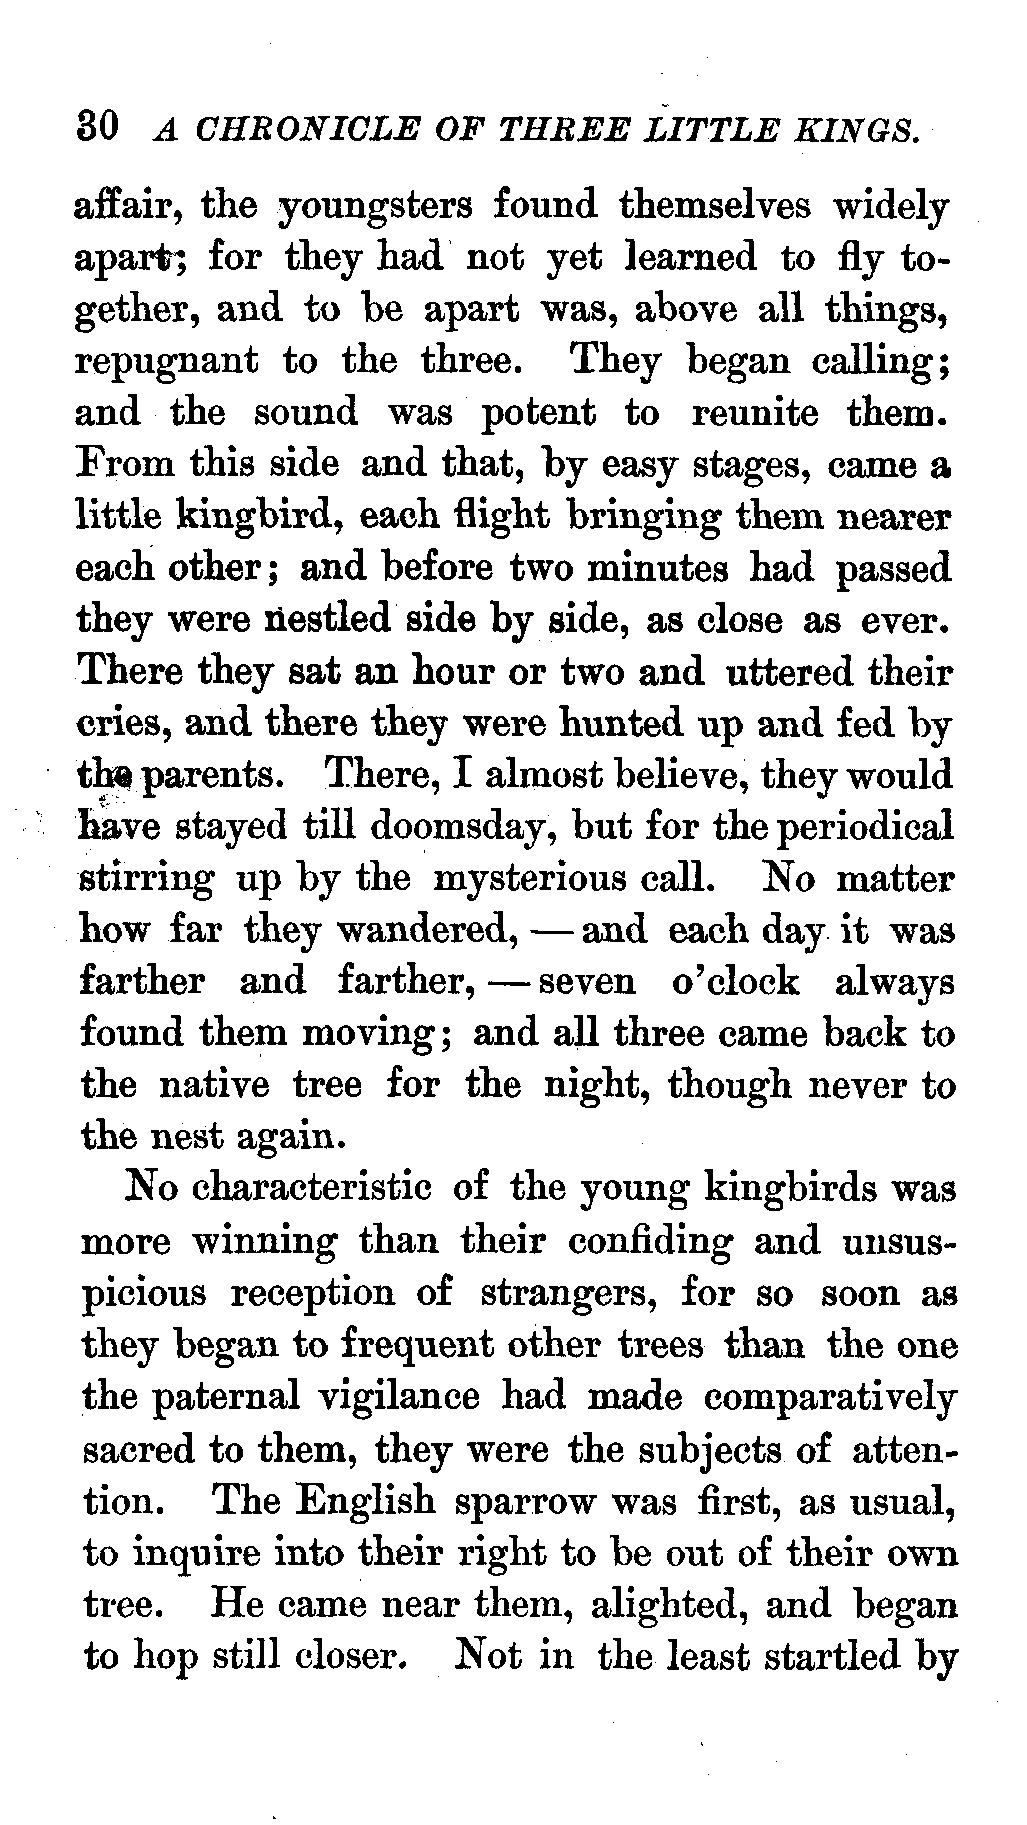 30 A CHRONICLE OF THREE LITTLE KINGS.
affair, the youngsters found themselves widely
apart; for they had not yet learned to fly to-
gether, and to be apart was, above all things,
repugnant to the three. They began calling;
and the sound was potent to reunite them.
From this side and that, by easy stages, came a
little kingbird, each flight bringing them nearer
each other; and before two minutes had passed
they were nestled side by side, as close as ever.
There they sat an hour or two and uttered their
cries, and there they were hunted up and fed by
the parents. There, I almost believe, they would
have stayed till doomsday, but for the periodical
stirring up by the mysterious call. No matter
how far they wandered, — and each day it was
farther and farther, — seven o'clock always
found them moving; and all three came back to
the native tree for the night, though never to
the nest again.
No characteristic of the young kingbirds was
more winning than their confiding and unsus-
picious reception of strangers, for so soon as
they began to frequent other trees than the one
the paternal vigilance had made comparatively
sacred to them, they were the subjects of atten-
tion. The English sparrow was first, as usual,
to inquire into their right to be out of their own
tree. He came near them, alighted, and began
to hop still closer. Not in the least startled by